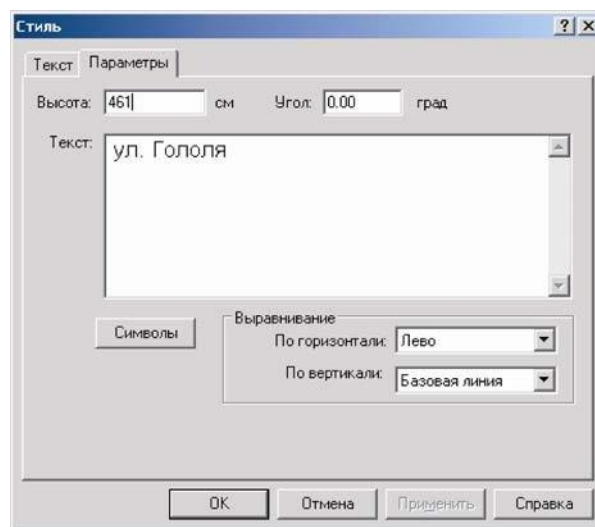 Стиль
Текст Параметры
Высота: 461 см Угол: 0.00 град
Текст: ул. Гололя
Символы
Выравнивание
По горизонтали: Лево
По вертикали: Базовая линия
OK Отмена Применить Справка